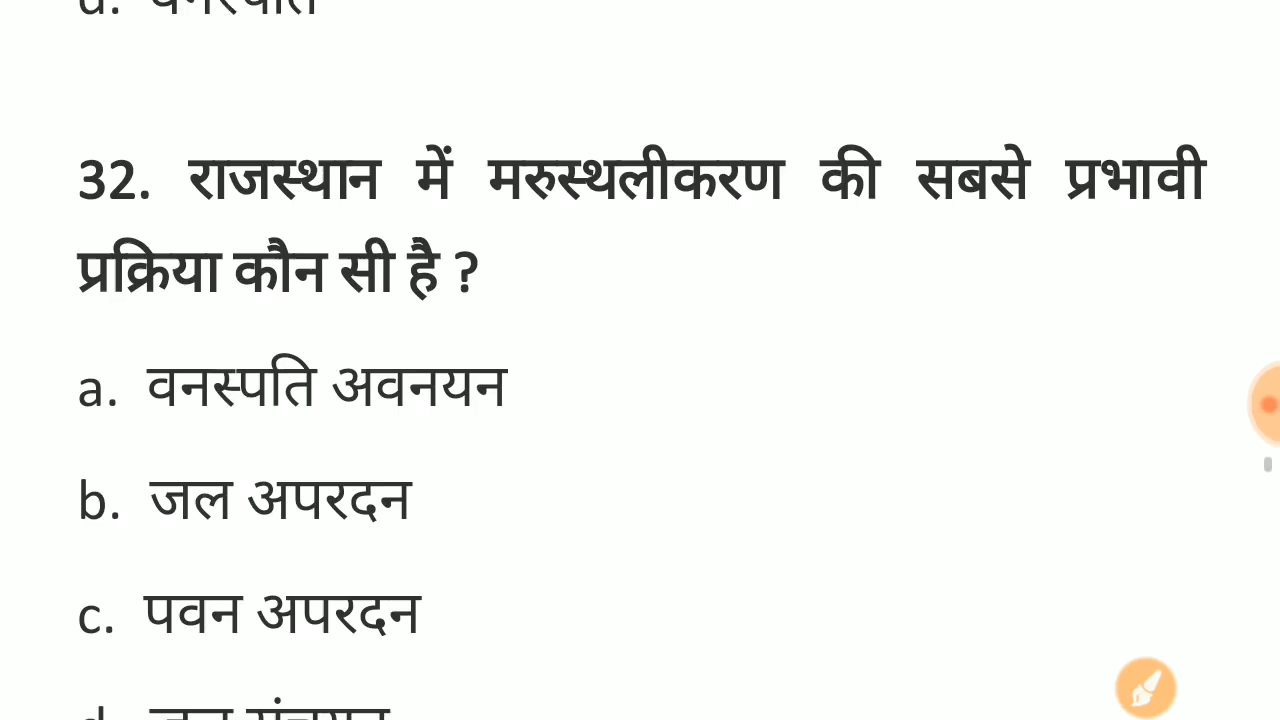 32. राजस्थान में मरुस्थलीकरण की सबसे प्रभावी
प्रक्रिया कौन सी है ?
a. वनस्पति अवनयन
b. जल अपरदन
c. पवन अपरदन